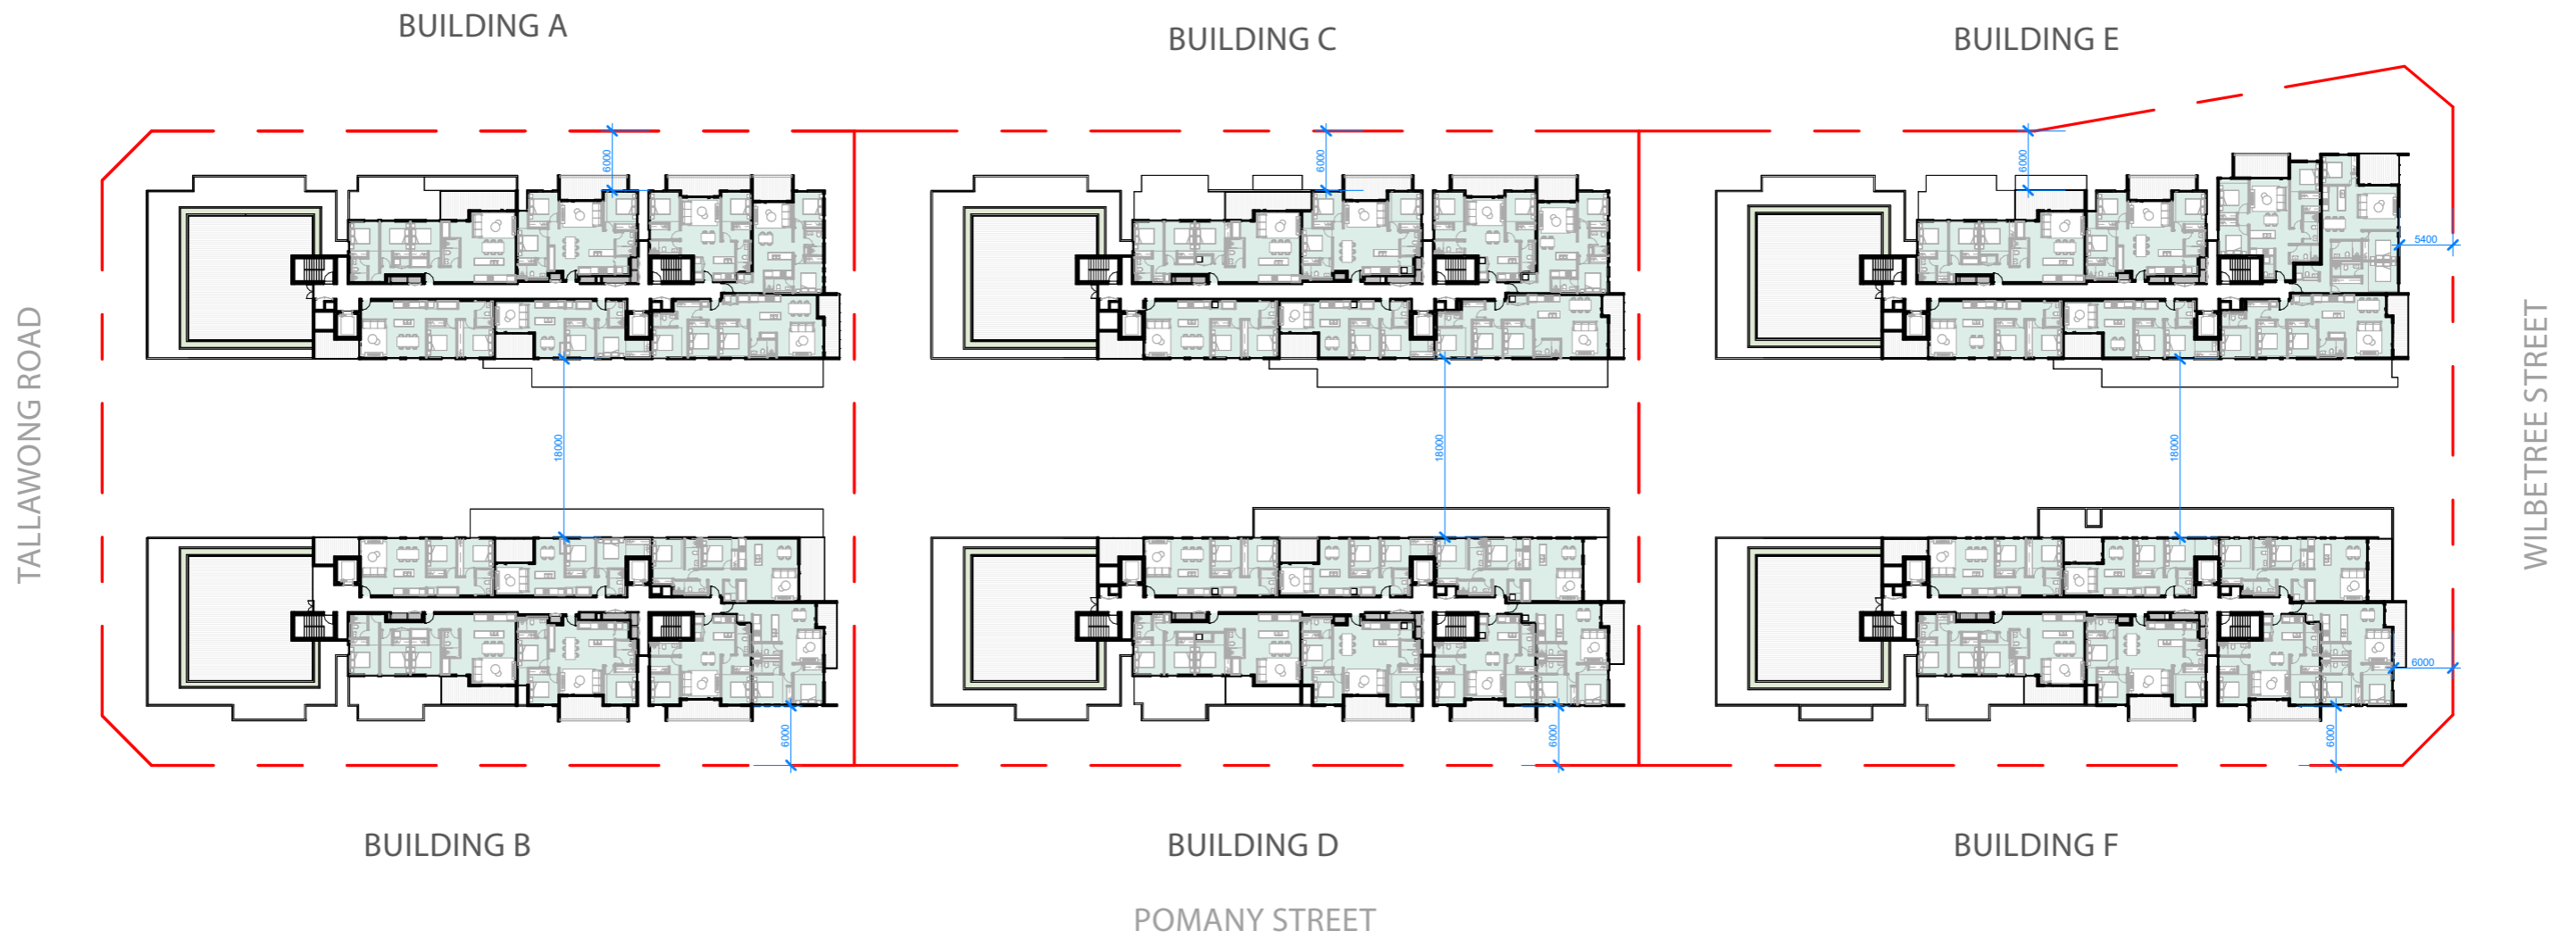 BUILDING A
BUILDING C
BUILDING E
6000
6000
6000
5400
TALLAWONG ROAD
WILBETREE STREET
18000
18000
18000
6000
6000
6000
6000
BUILDING B
BUILDING D
BUILDING F
POMANY STREET